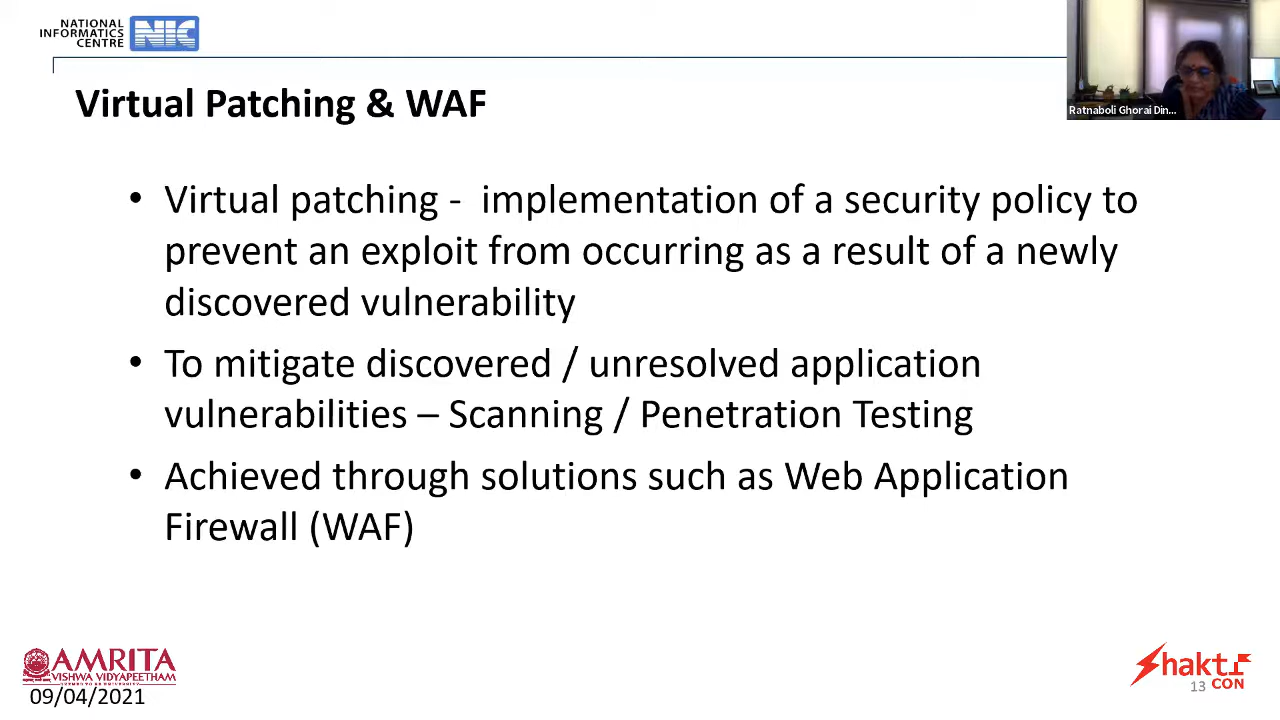 NATIONAL
INFORMATICS
CENTRE
NIC
Ratnaboli Ghorai Din...
Virtual Patching & WAF
• Virtual patching - implementation of a security policy to
prevent an exploit from occurring as a result of a newly
discovered vulnerability
• To mitigate discovered / unresolved application
vulnerabilities – Scanning / Penetration Testing
• Achieved through solutions such as Web Application
Firewall (WAF)
AMRITA
VISHWA VIDYAPEETHAM
09/04/2021
Shakti
CON
13